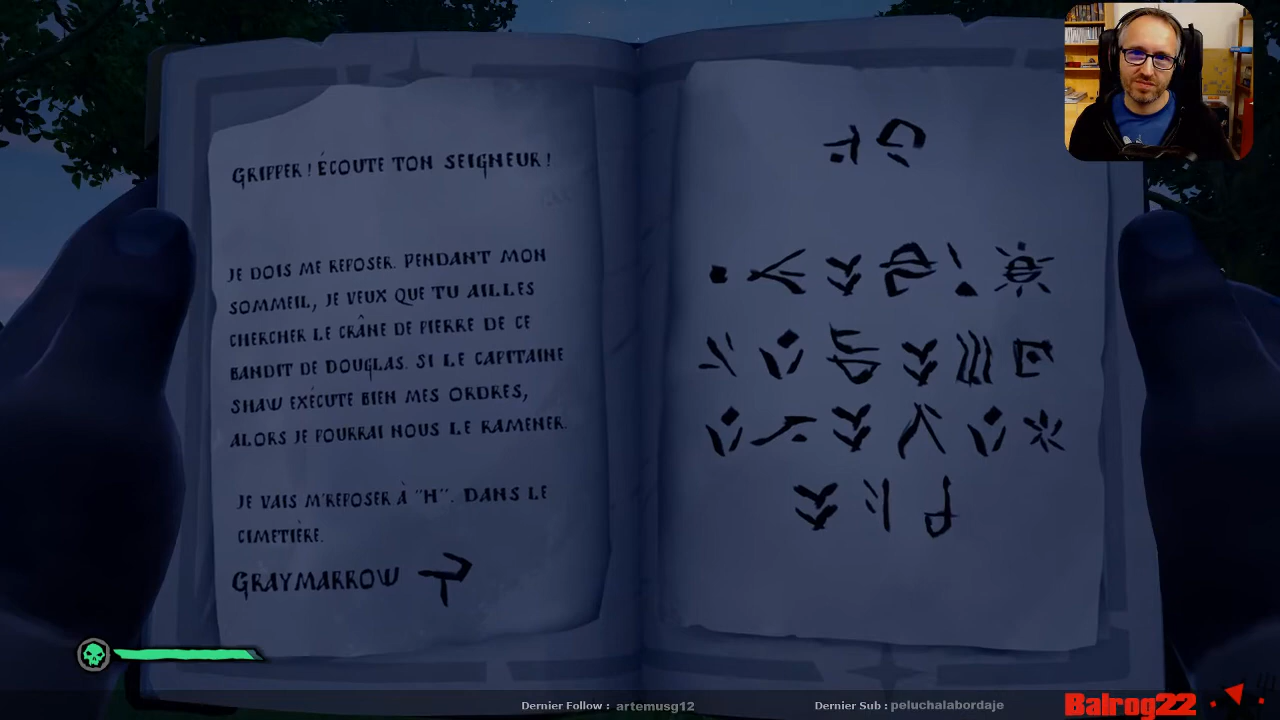 GRIPPER ! ÉCOUTE TON SEIGNEUR !
JE DOIS ME REPOSER. PENDANT MON
SOMMEIL, JE VEUX QUE TU AILLES
CHERCHER LE CRÂNE DE PIERRE DE CE
BANDIT DE DOUGLAS. SI LE CAPITAINE
SHAW EXÉCUTE BIEN MES ORDRES,
ALORS JE POURRAI NOUS LE RAMENER.
JE VAIS M'REPOSER À "H". DANS LE
CIMETIÈRE.
GRAYMARROW
Dernier Follow : artemusg12
Dernier Sub : peluchalabordaje
Balrog22